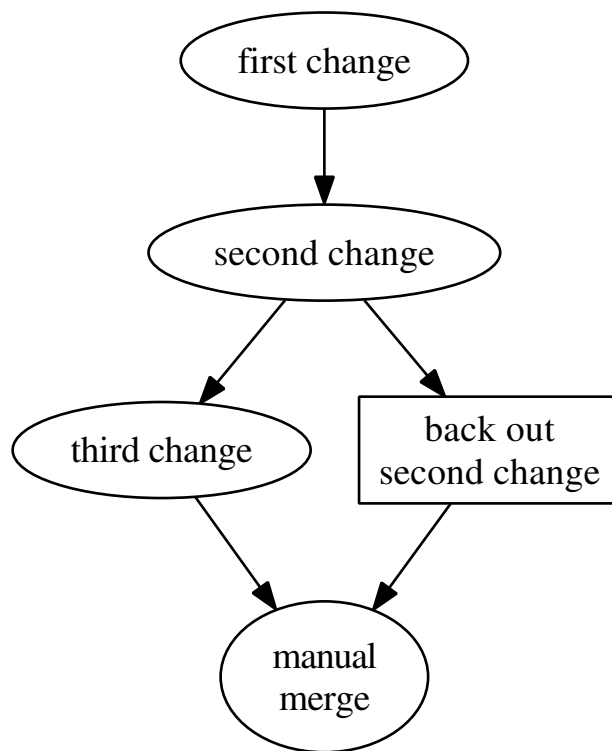 first change
second change
third change
back out
second change
manual
merge